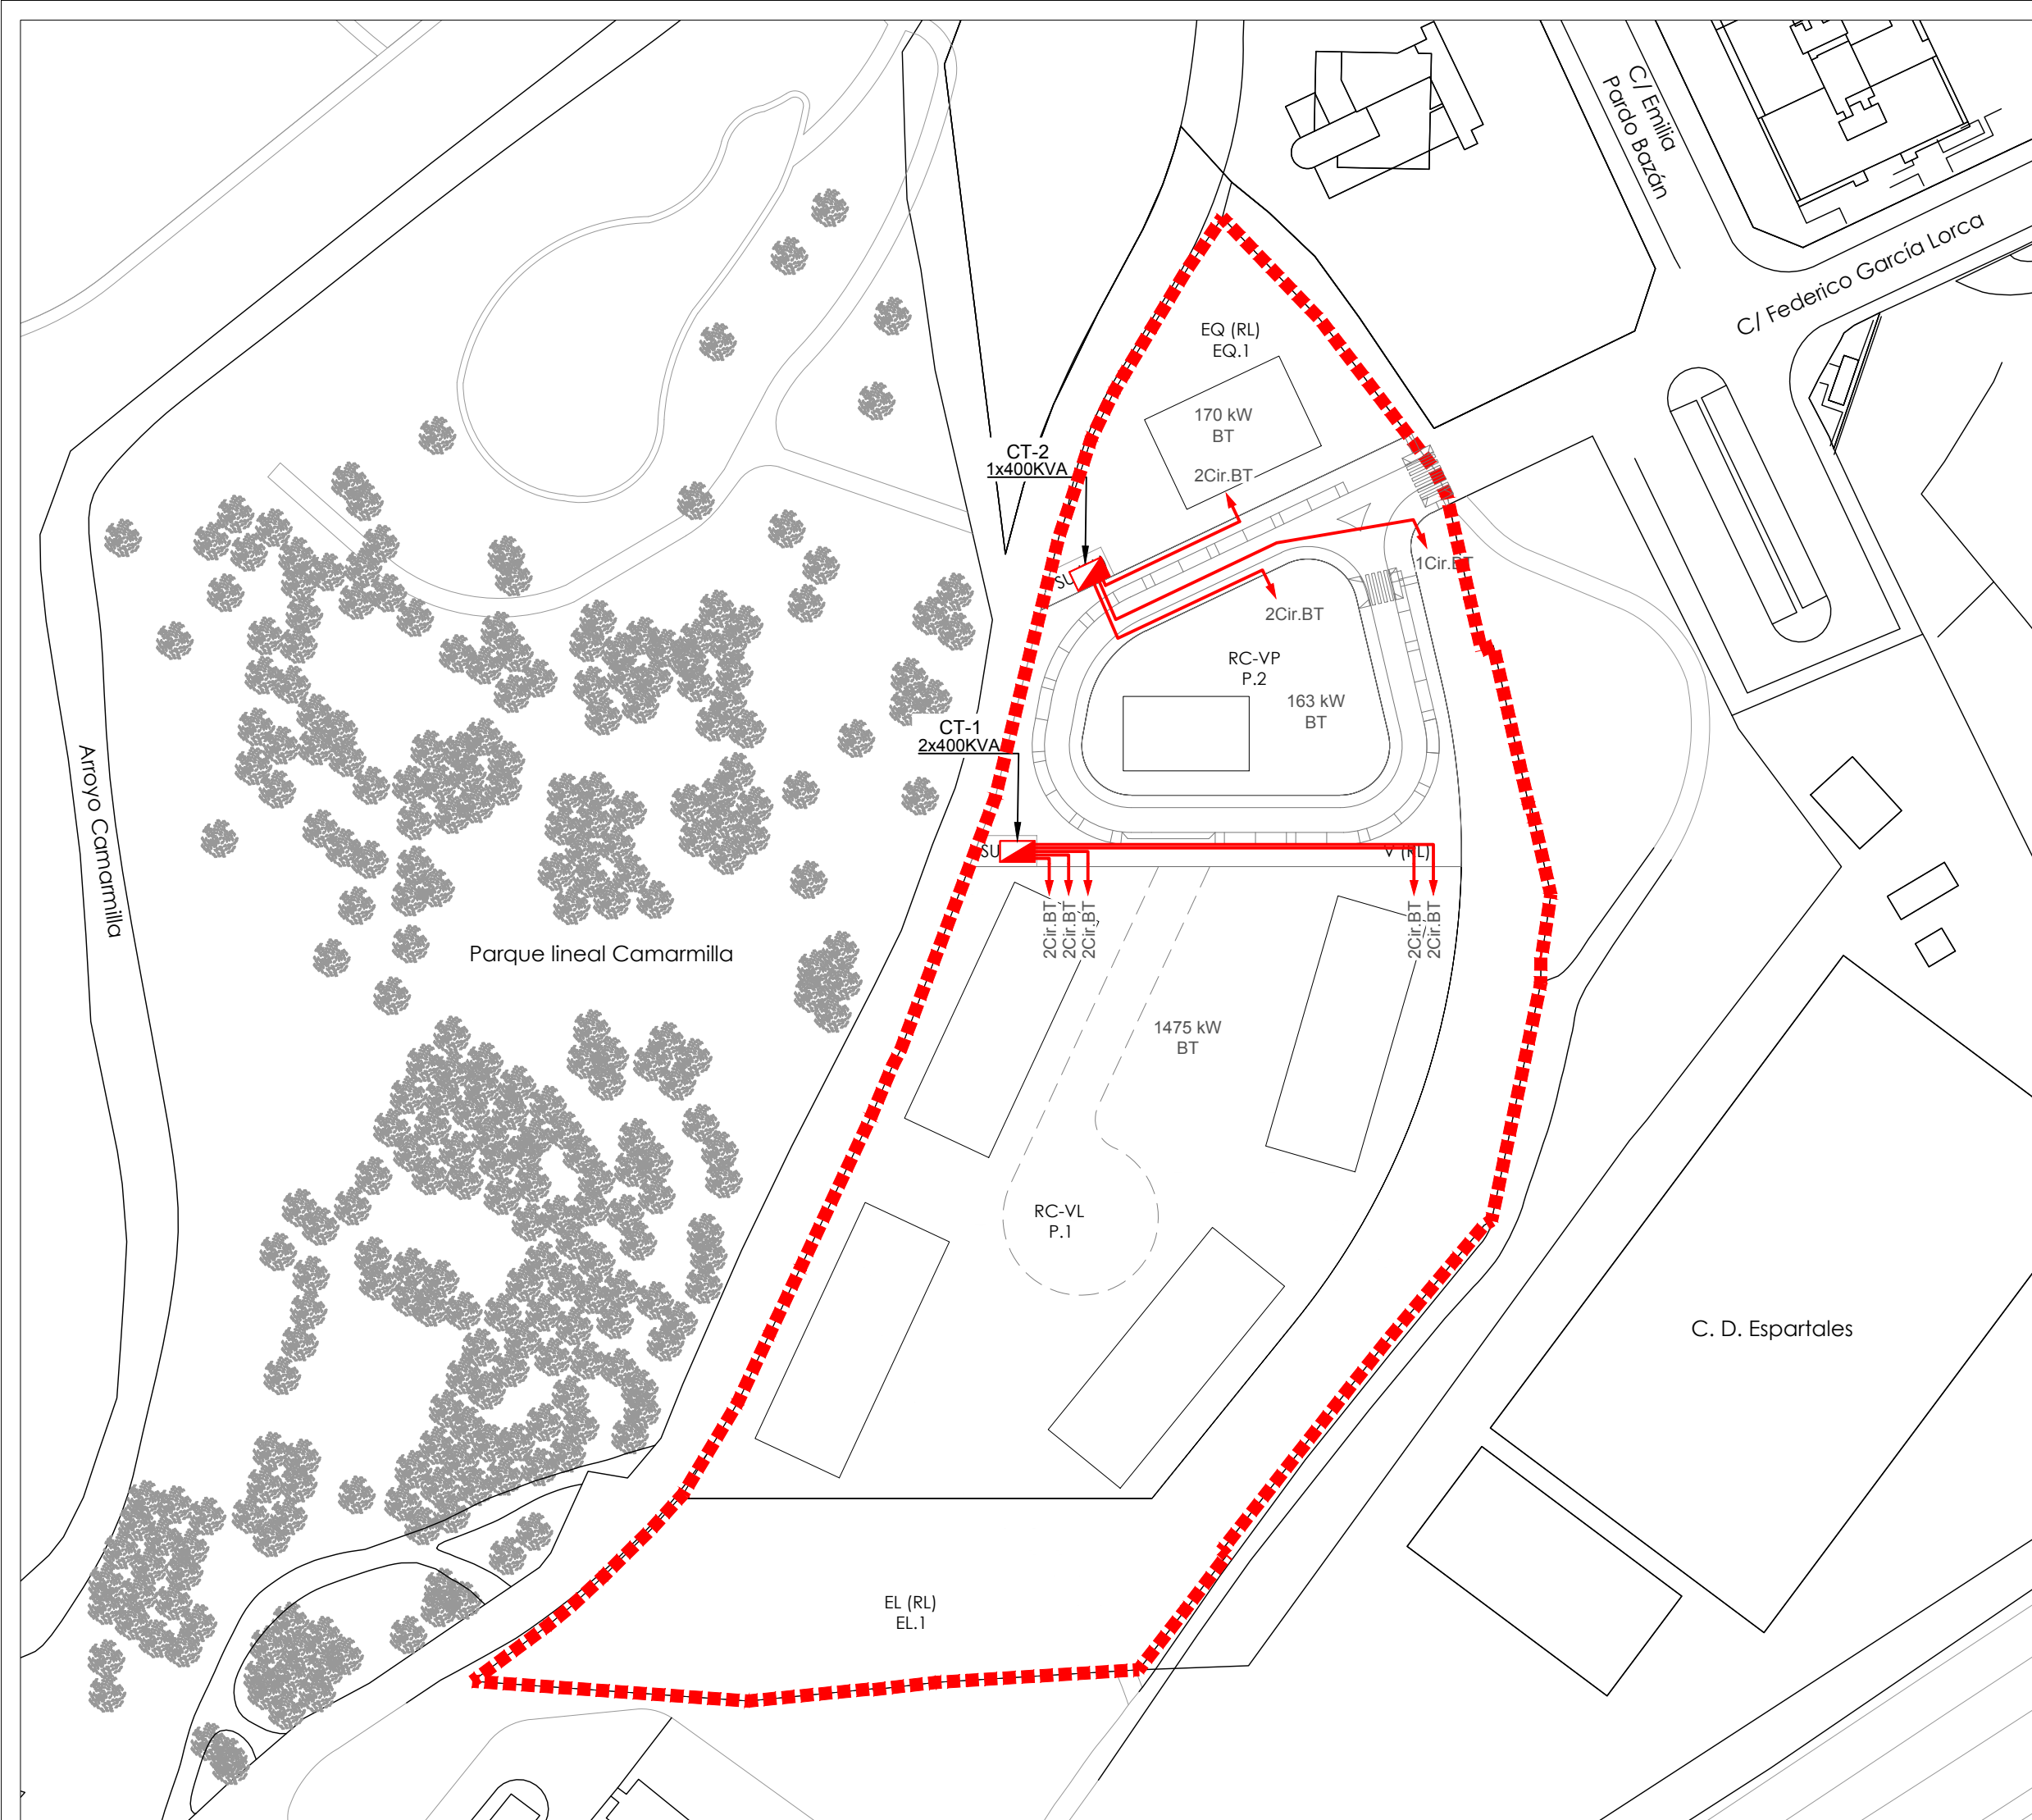 C/ Emilia
Pardo Bazán
C/ Federico García Lorca
EQ (RL)
EQ.1
170 kW
BT
CT-2
1x400KVA
2Cir.BT
1Cir.BT
SU
2Cir.BT
RC-VP
P.2
163 kW
BT
CT-1
2x400KVA
Arroyo Camarmilla
SU
V (RL)
2Cir.BT
2Cir.BT
2Cir.BT
2Cir.BT
2Cir.BT
Parque lineal Camarmilla
1475 kW
BT
RC-VL
P.1
C. D. Espartales
EL (RL)
EL.1